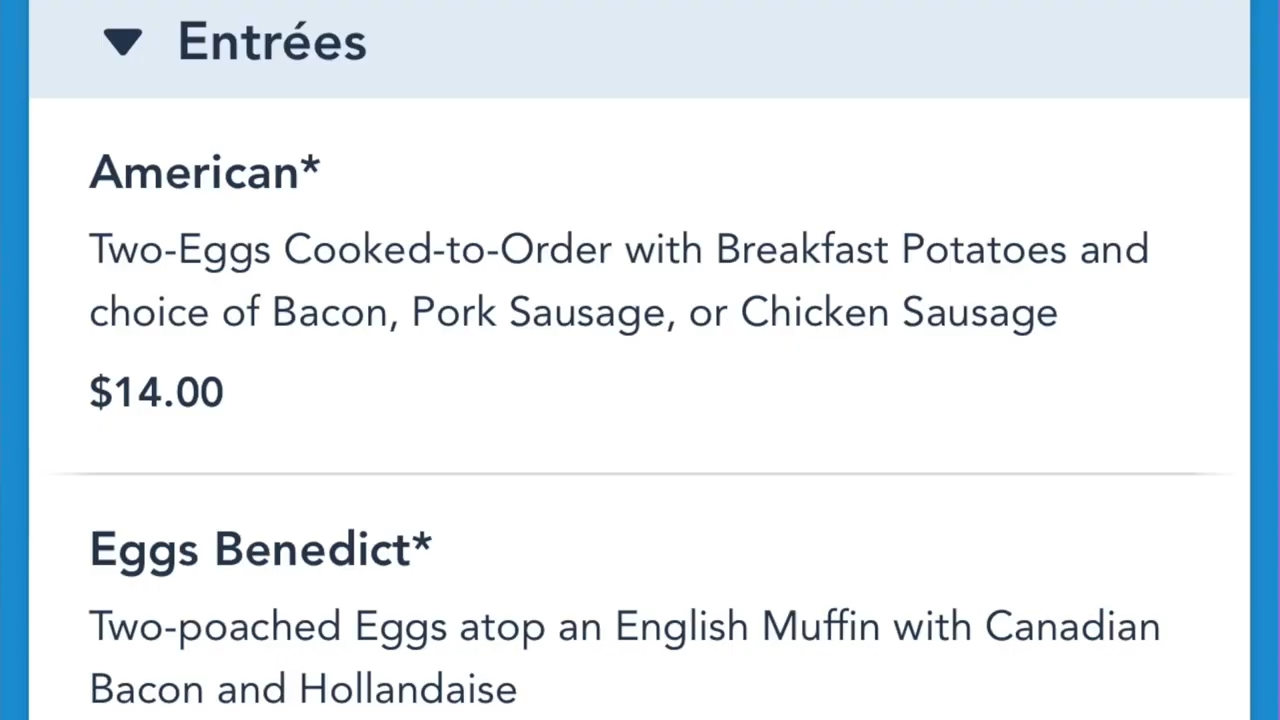 Entrées
American*
Two-Eggs Cooked-to-Order with Breakfast Potatoes and
choice of Bacon, Pork Sausage, or Chicken Sausage
$14.00
Eggs Benedict*
Two-poached Eggs atop an English Muffin with Canadian
Bacon and Hollandaise